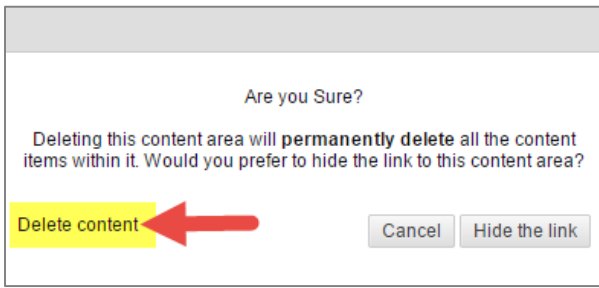 Are you Sure?
Deleting this content area will permanently delete all the content
items within it. Would you prefer to hide the link to this content area?
Delete content
Cancel
Hide the link